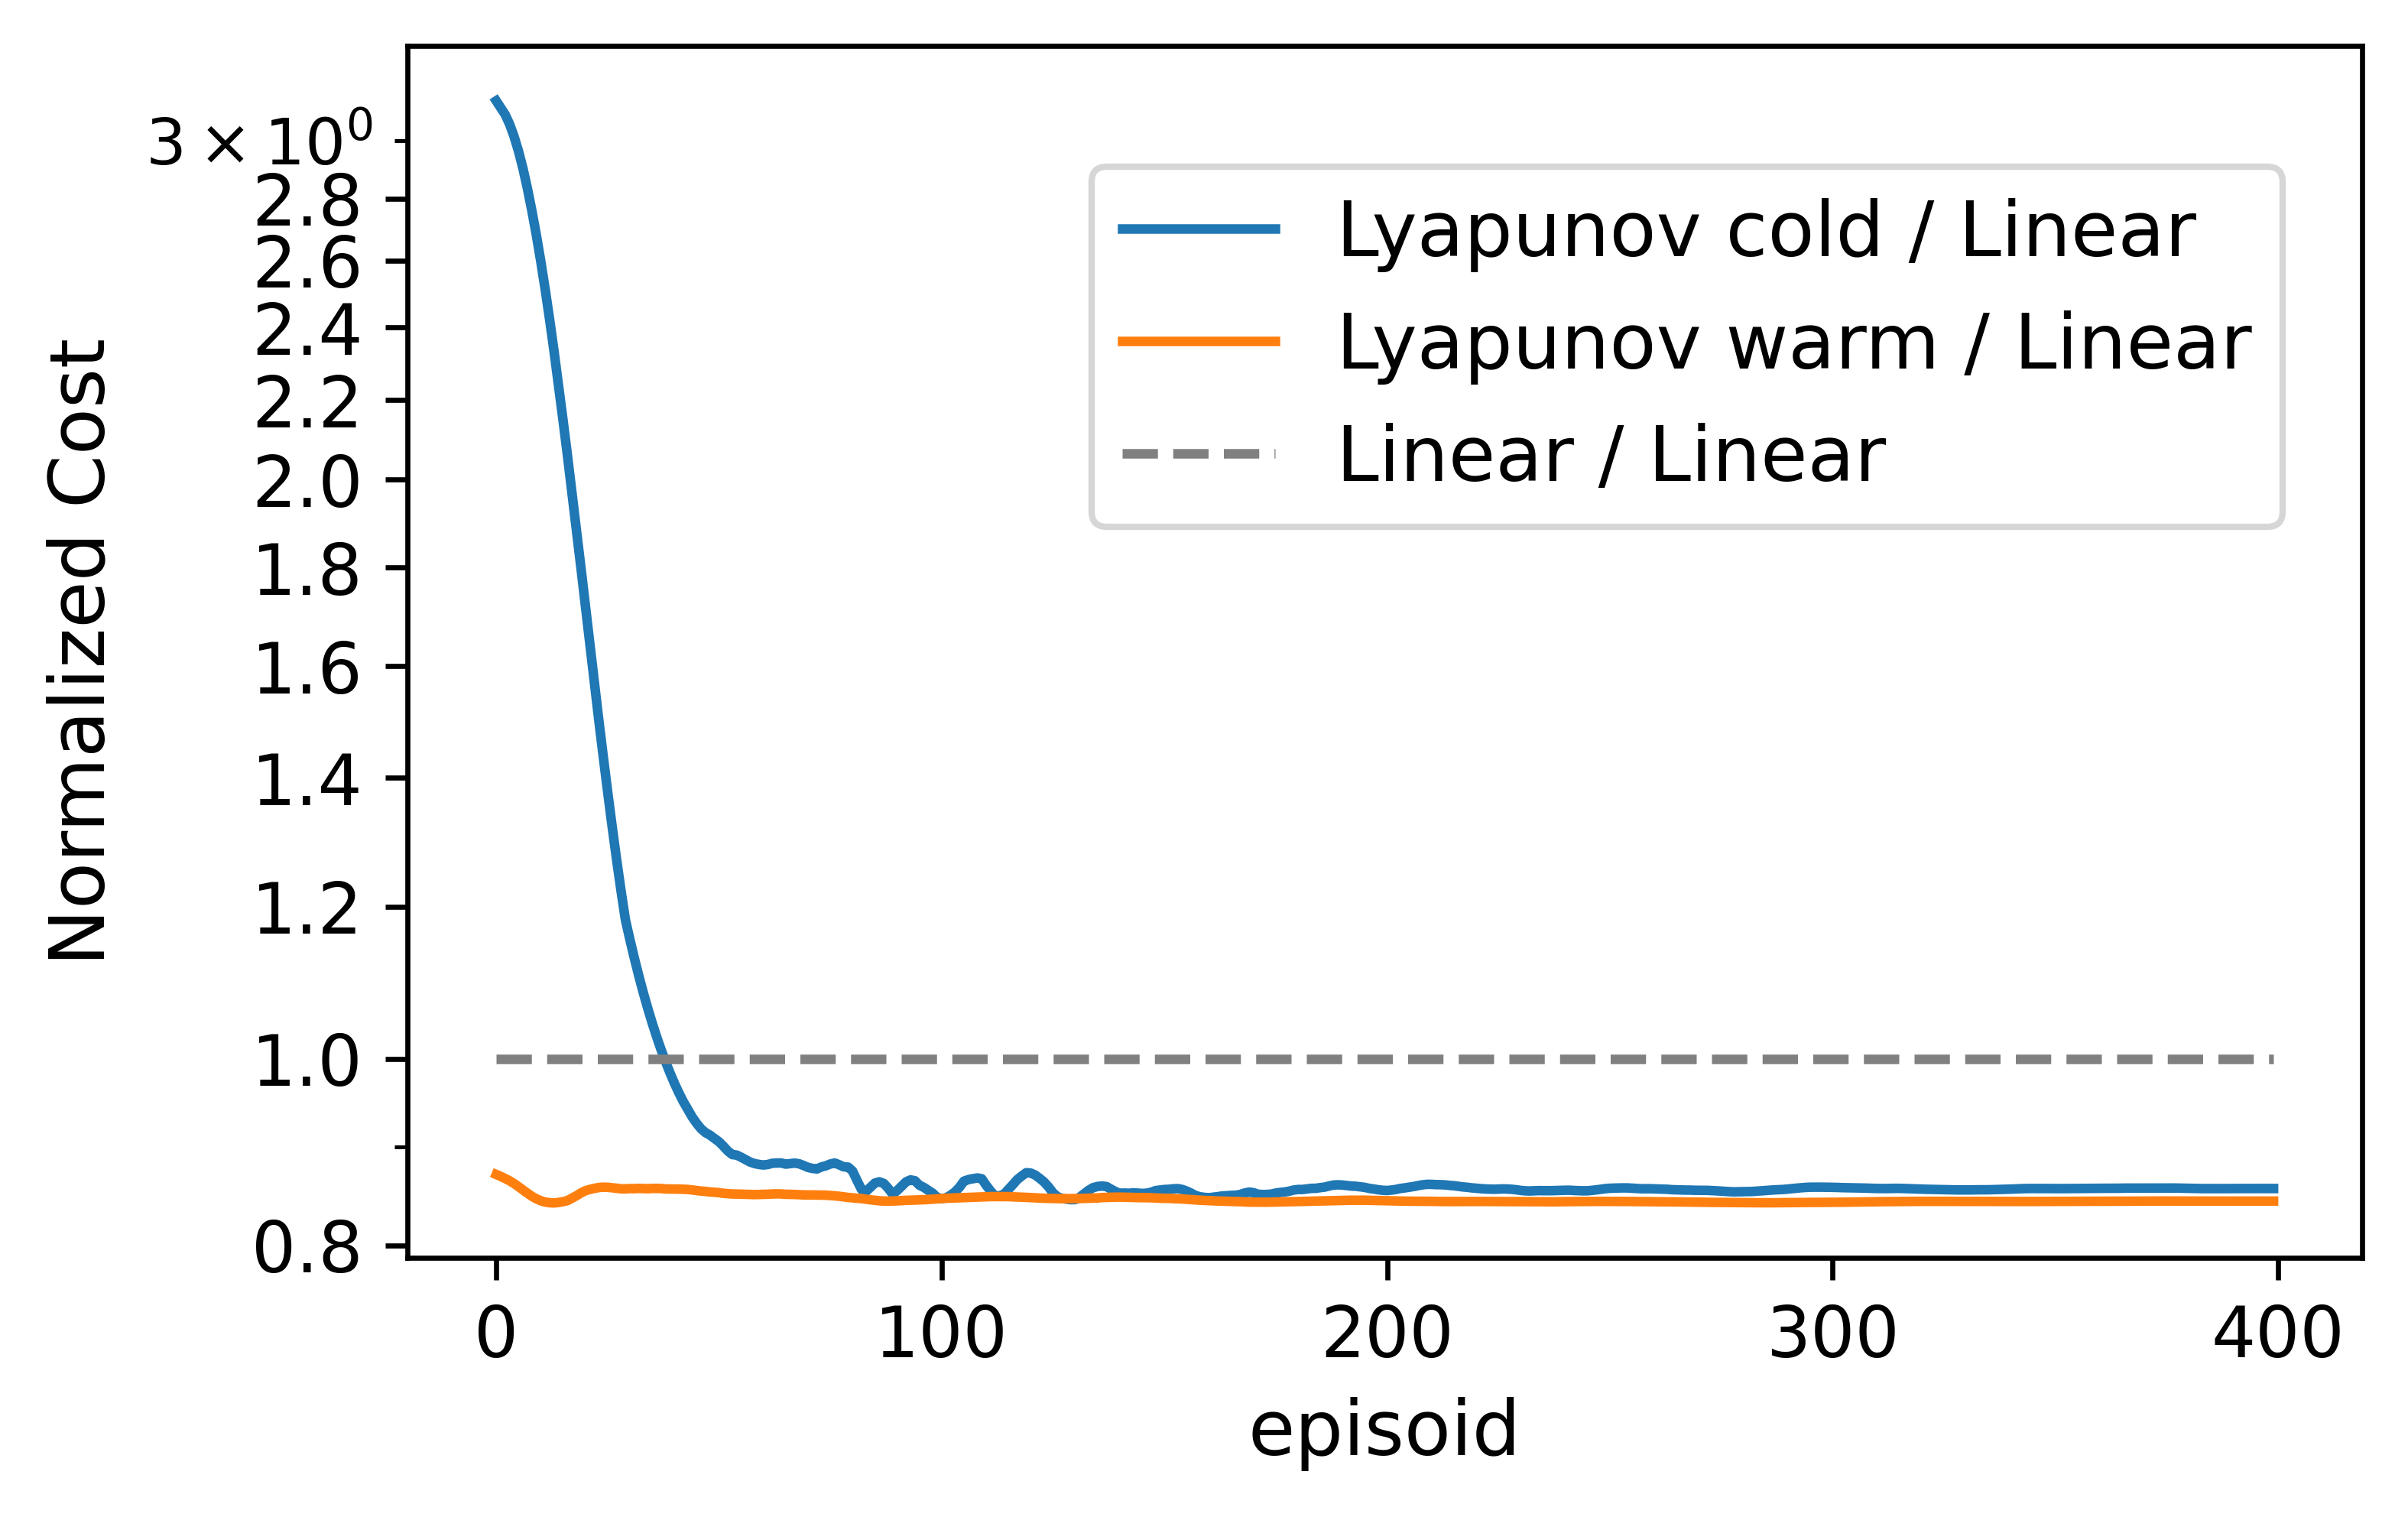 Normalized Cost
3 × 10⁰
2.8
2.6
2.4
2.2
2.0
1.8
1.6
1.4
1.2
1.0
0.8
Lyapunov cold / Linear
Lyapunov warm / Linear
Linear / Linear
0 100 200 300 400
episoid